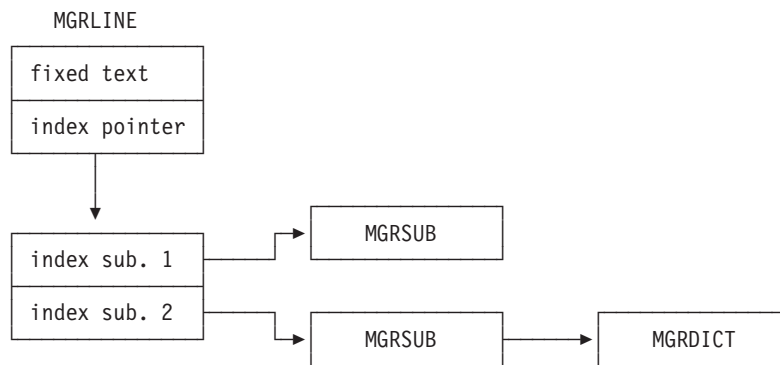 MGRLINE
fixed text
index pointer
index sub. 1
MGRSUB
index sub. 2
MGRSUB
MGRDICT